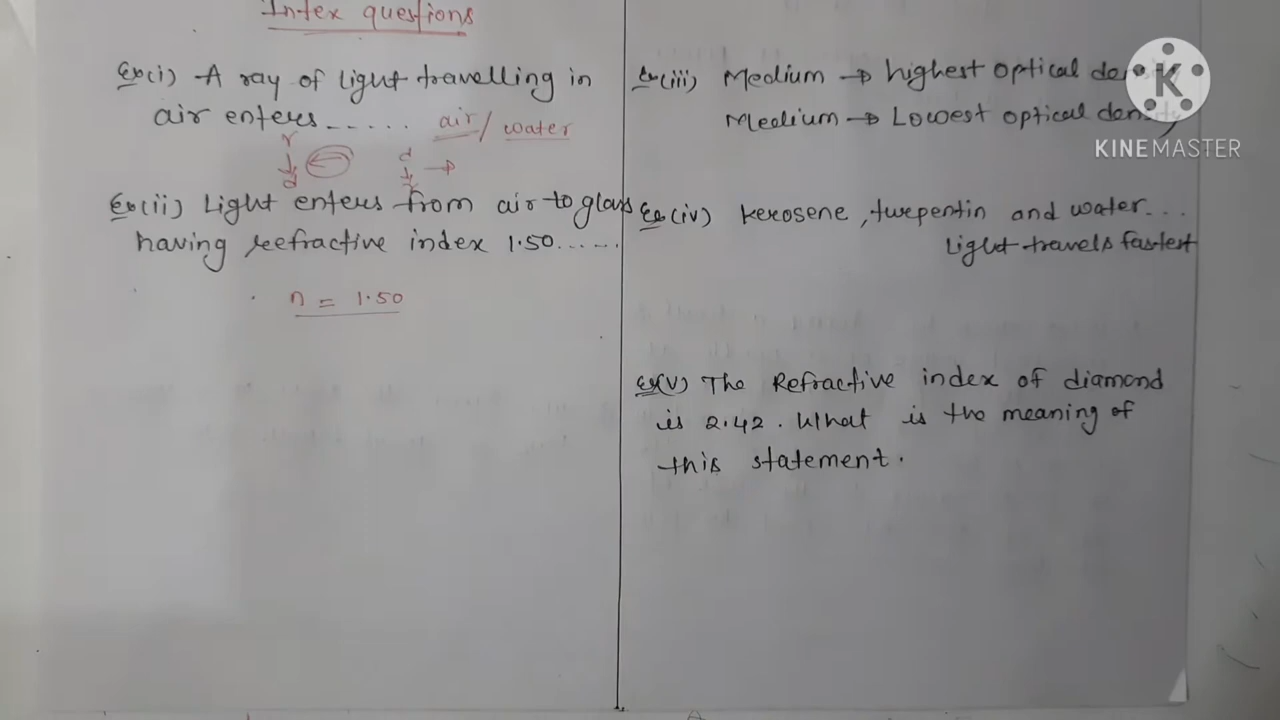 Intex questions
Ex(i) A ray of light travelling in
air enters ..... air / water
r
d
d
r
Ex(ii) Light enters from air to glass
having refractive index 1.50......
n = 1.50
Ex(iii) Medium → highest optical density
Medium → Lowest optical density
Ex(iv) Kerosene, turpentin and water...
Light travels fastest
Ex(v) The Refractive index of diamond
is 2.42. What is the meaning of
this statement.
K
KINEMASTER